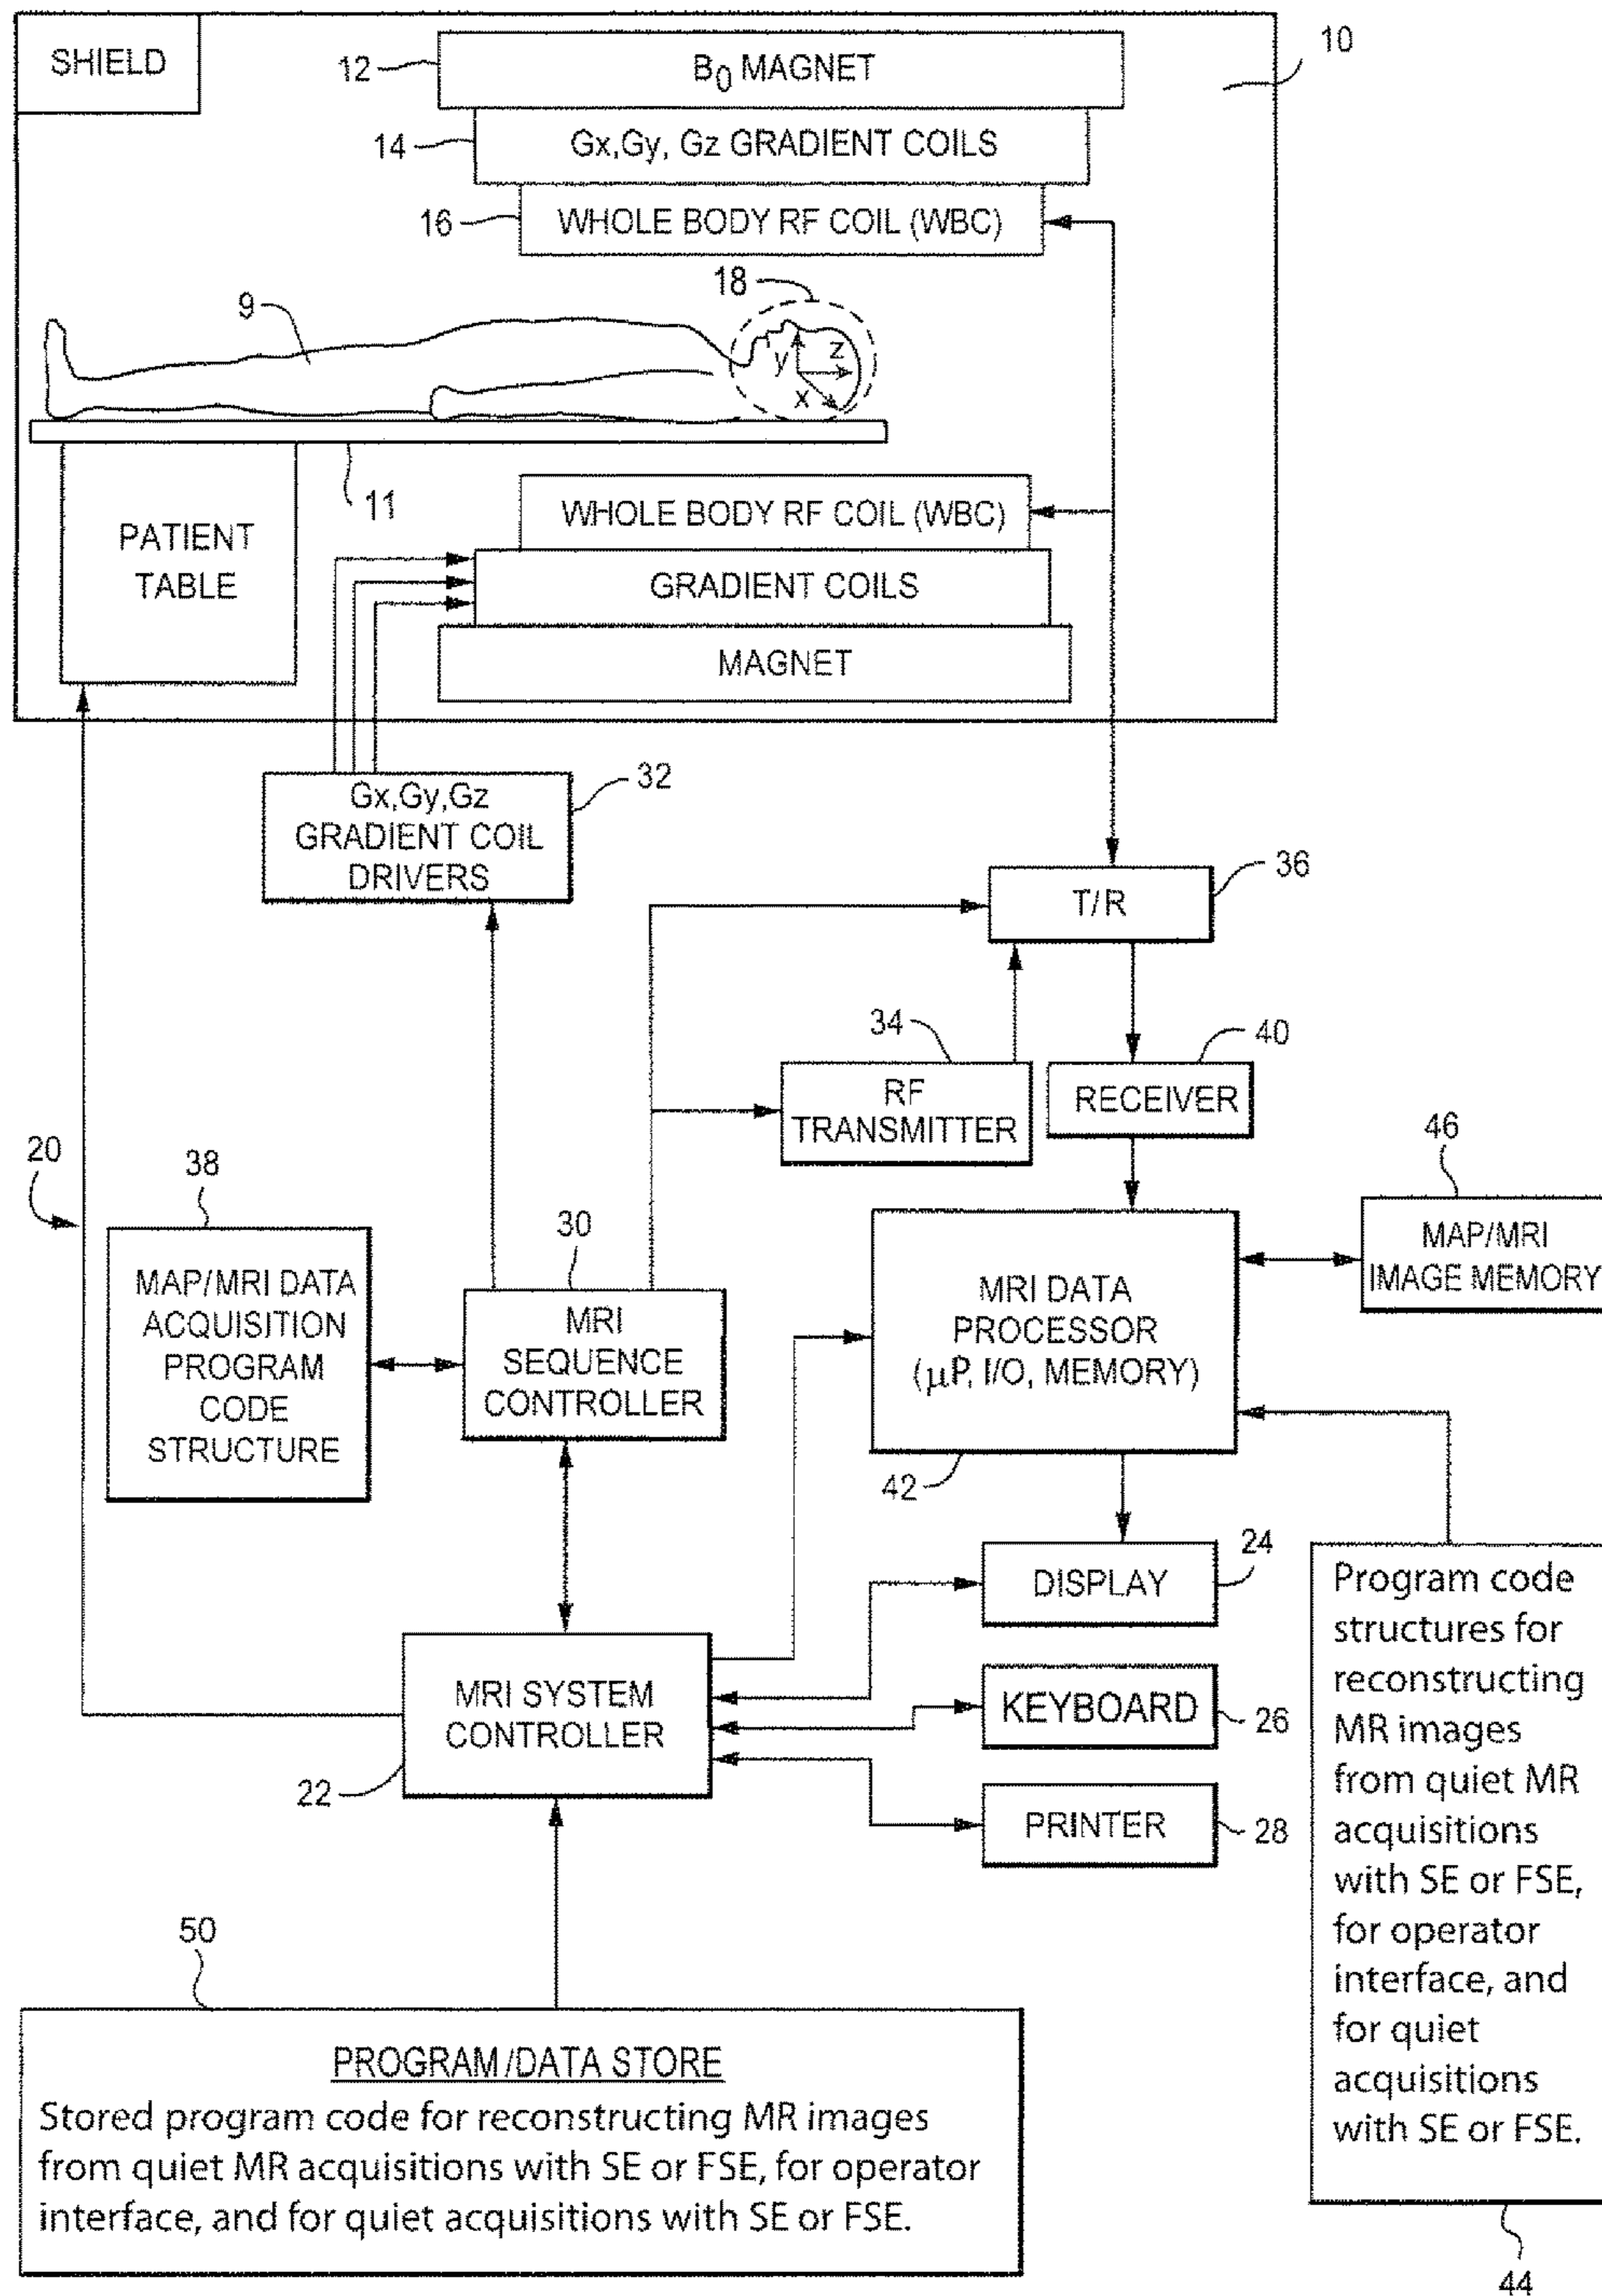 SHIELD
10
12
B0 MAGNET
14
Gx,Gy, Gz GRADIENT COILS
16
WHOLE BODY RF COIL (WBC)
18
9
y
z
x
11
PATIENT
TABLE
WHOLE BODY RF COIL (WBC)
GRADIENT COILS
MAGNET
Gx,Gy,Gz
GRADIENT COIL
DRIVERS
32
T/R
36
34
RF
TRANSMITTER
40
RECEIVER
20
38
MAP/MRI DATA
ACQUISITION
PROGRAM
CODE
STRUCTURE
30
MRI
SEQUENCE
CONTROLLER
MRI DATA
PROCESSOR
(μP, I/O, MEMORY)
42
46
MAP/MRI
IMAGE MEMORY
MRI SYSTEM
CONTROLLER
22
DISPLAY
24
KEYBOARD
26
PRINTER
28
Program code
structures for
reconstructing
MR images
from quiet MR
acquisitions
with SE or FSE,
for operator
interface, and
for quiet
acquisitions
with SE or FSE.
44
50
PROGRAM/DATA STORE
Stored program code for reconstructing MR images
from quiet MR acquisitions with SE or FSE, for operator
interface, and for quiet acquisitions with SE or FSE.